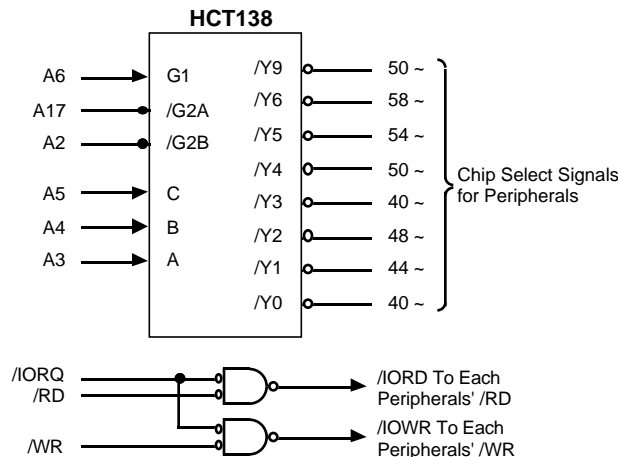 HCT138
A6 G1 /Y9 50 ~
A17 /G2A /Y6 58 ~
A2 /G2B /Y5 54 ~
/Y4 50 ~
A5 C /Y3 40 ~
A4 B /Y2 48 ~
A3 A /Y1 44 ~
/Y0 40 ~
Chip Select Signals
for Peripherals
/IORQ
/RD
/WR
/IORD To Each
Peripherals' /RD
/IOWR To Each
Peripherals' /WR